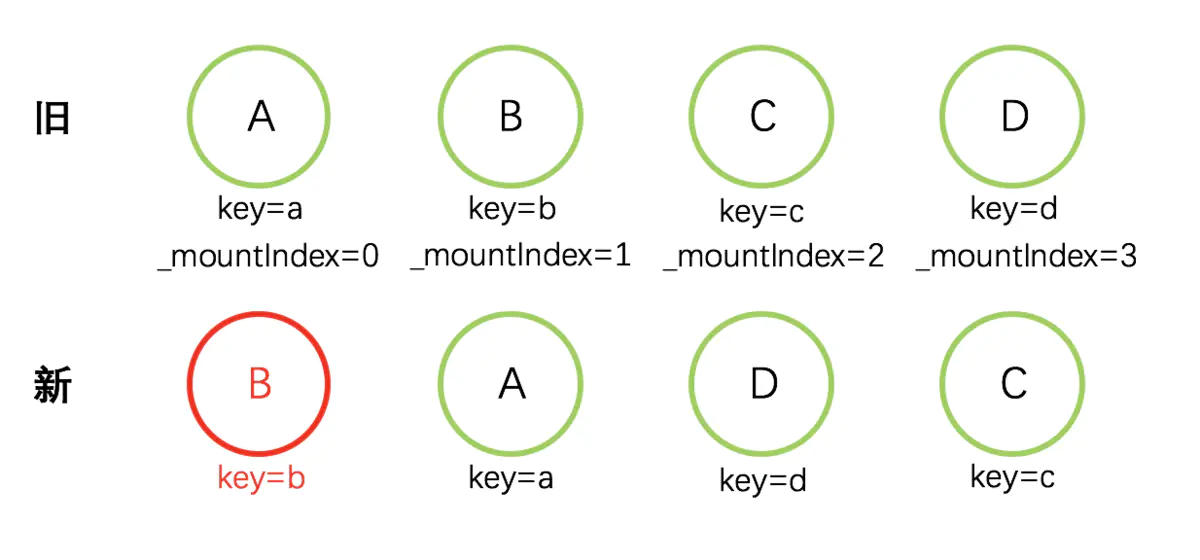 旧 A B C D
key=a key=b key=c key=d
_mountIndex=0 _mountIndex=1 _mountIndex=2 _mountIndex=3
新 B A D C
key=b key=a key=d key=c